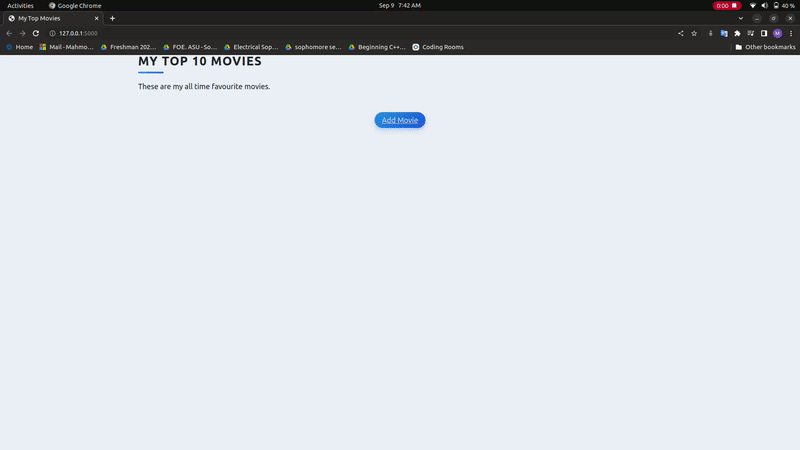 Activities
Google Chrome
Sep 9 7:42 AM
0:00
40 %
My Top Movies
127.0.0.1:5000
M
Home
Mail - Mahmo...
Freshman 202...
FOE. ASU - So...
Electrical Sop...
sophomore se...
Beginning C++...
Coding Rooms
Other bookmarks
MY TOP 10 MOVIES
These are my all time favourite movies.
Add Movie